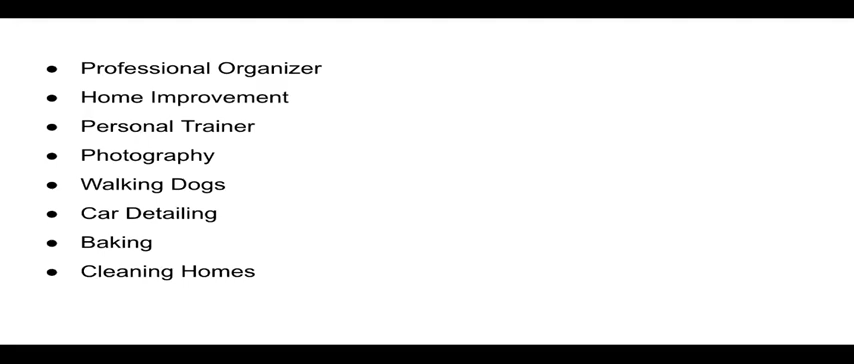 ● Professional Organizer
● Home Improvement
● Personal Trainer
● Photography
● Walking Dogs
● Car Detailing
● Baking
● Cleaning Homes